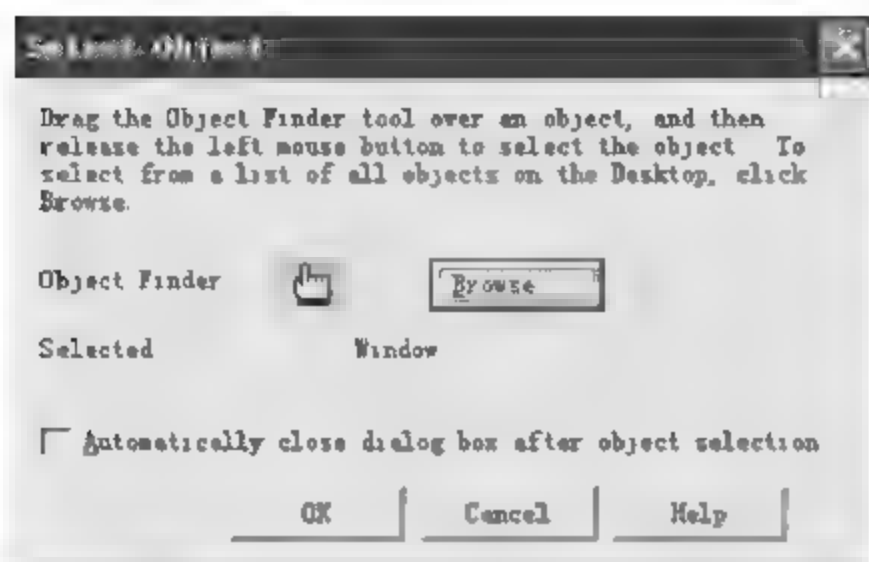 Select Object
Drag the Object Finder tool over an object, and then
release the left mouse button to select the object To
select from a list of all objects on the Desktop, click
Browse.
Object Finder Browse
Selected Window
Automatically close dialog box after object selection
OK Cancel Help